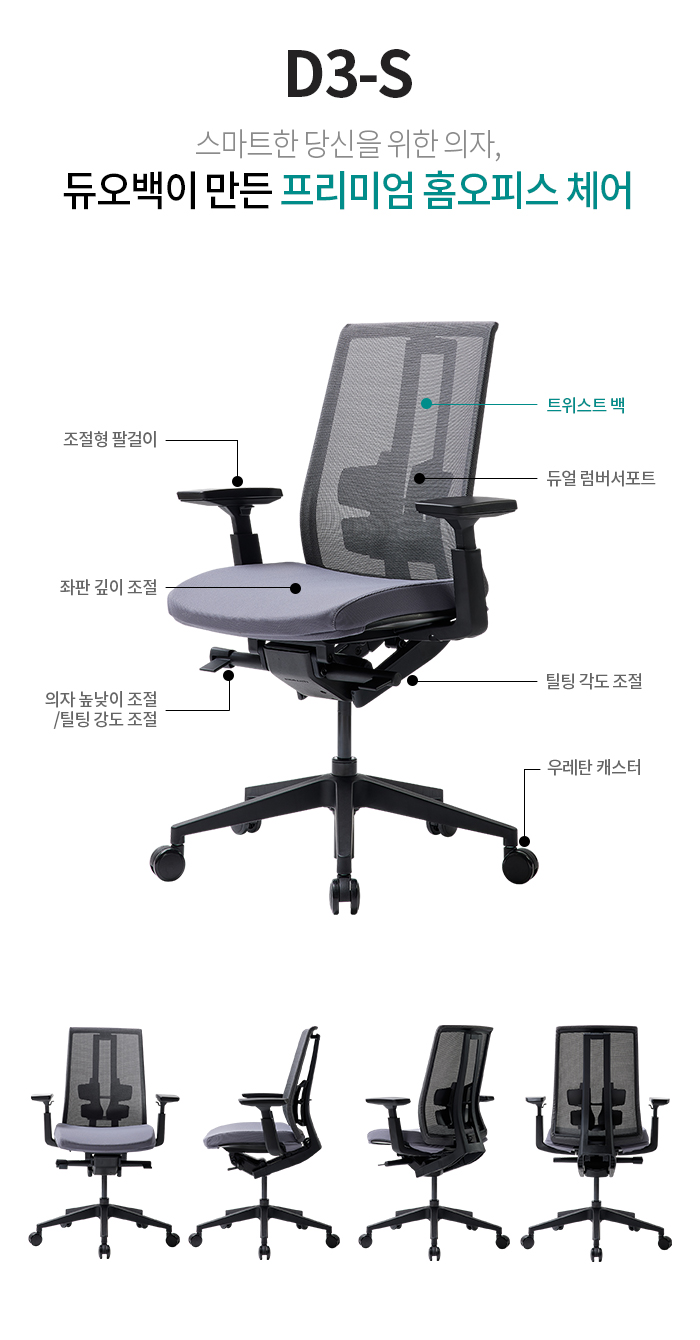 D3-S
스마트한 당신을 위한 의자,
듀오백이 만든 프리미엄 홈오피스 체어
트위스트 백
조절형 팔걸이
듀얼 럼버서포트
좌판 깊이 조절
틸팅 각도 조절
의자 높낮이 조절
/틸팅 강도 조절
우레탄 캐스터